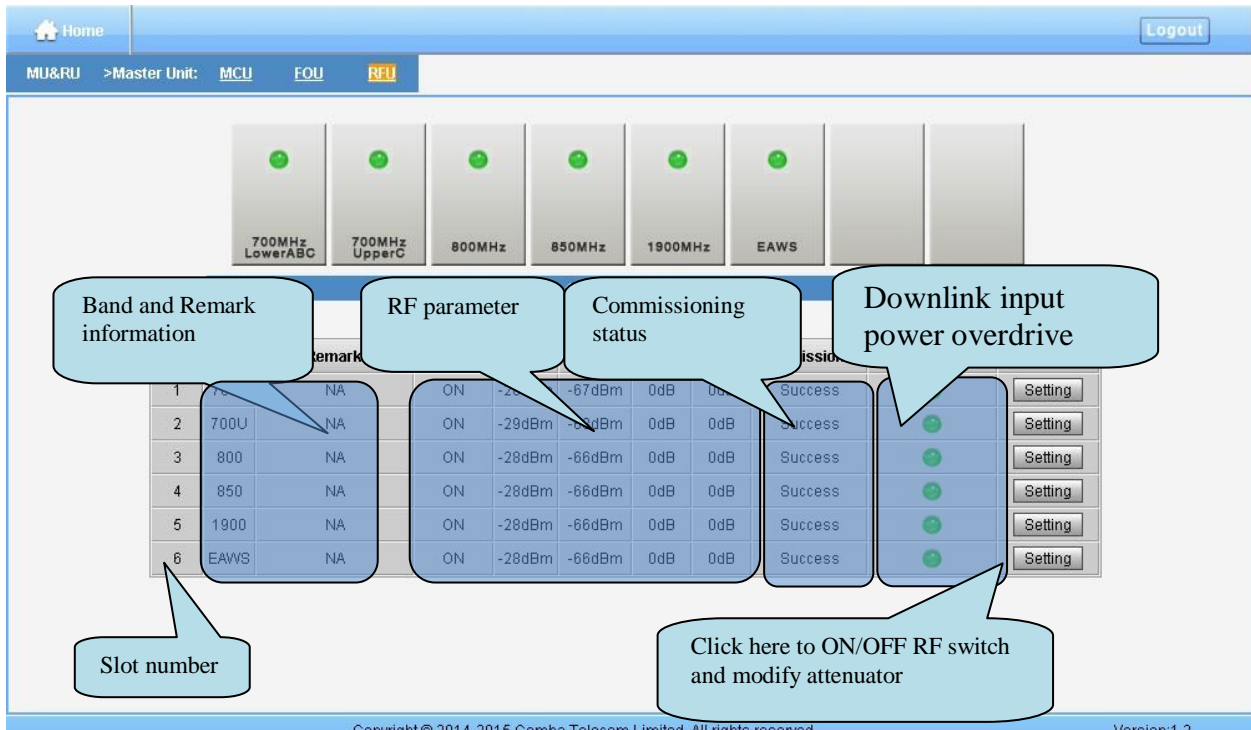 Home
Logout
MU&RU >Master Unit: MCU FOU RFU
700MHz LowerABC
700MHz UpperC
800MHz
850MHz
1900MHz
EAWS
Band and Remark information
RF parameter
Commissioning status
Downlink input power overdrive
1 NA ON -67dBm 0dB Success Setting
2 700U NA ON -29dBm Success 0dB 0dB Setting
3 800 NA ON -28dBm -66dBm 0dB 0dB Success Setting
4 850 NA ON -28dBm -66dBm 0dB 0dB Success Setting
5 1900 NA ON -28dBm -66dBm 0dB 0dB Success Setting
6 EAWS NA ON -28dBm -66dBm 0dB 0dB Success Setting
Slot number
Click here to ON/OFF RF switch
and modify attenuator